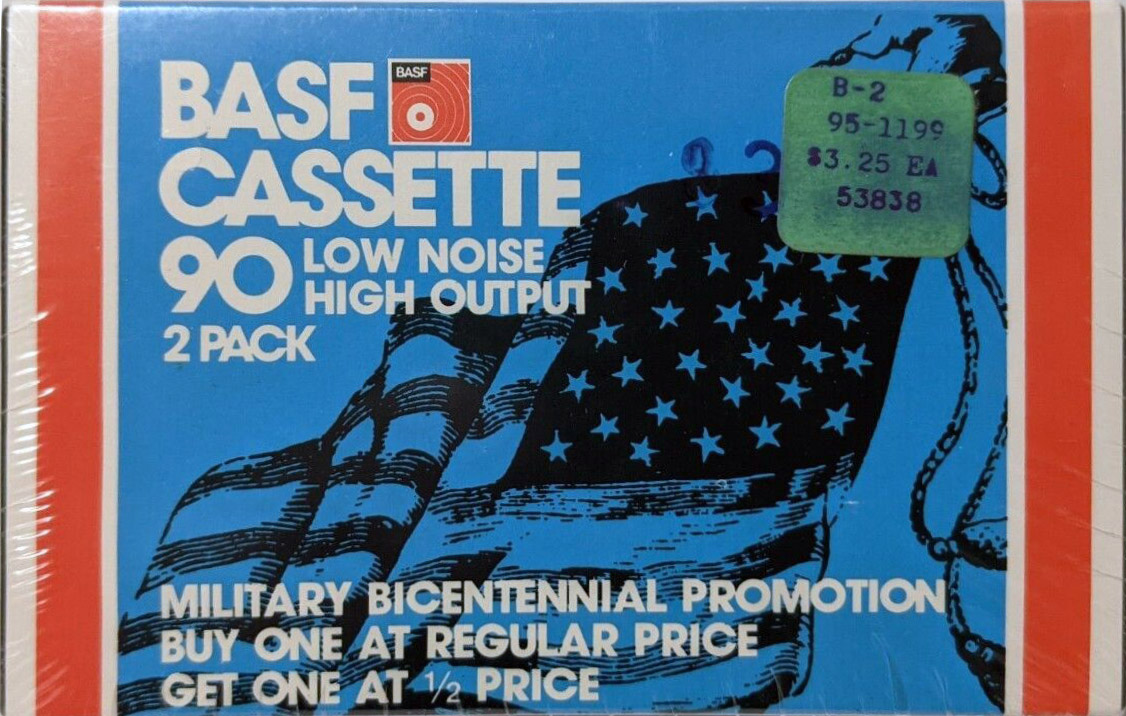 BASF
BASF
CASSETTE
90 LOW NOISE
HIGH OUTPUT
2 PACK
B-2
95-1199
$3.25 EA
53838
MILITARY BICENTENNIAL PROMOTION
BUY ONE AT REGULAR PRICE
GET ONE AT ½ PRICE